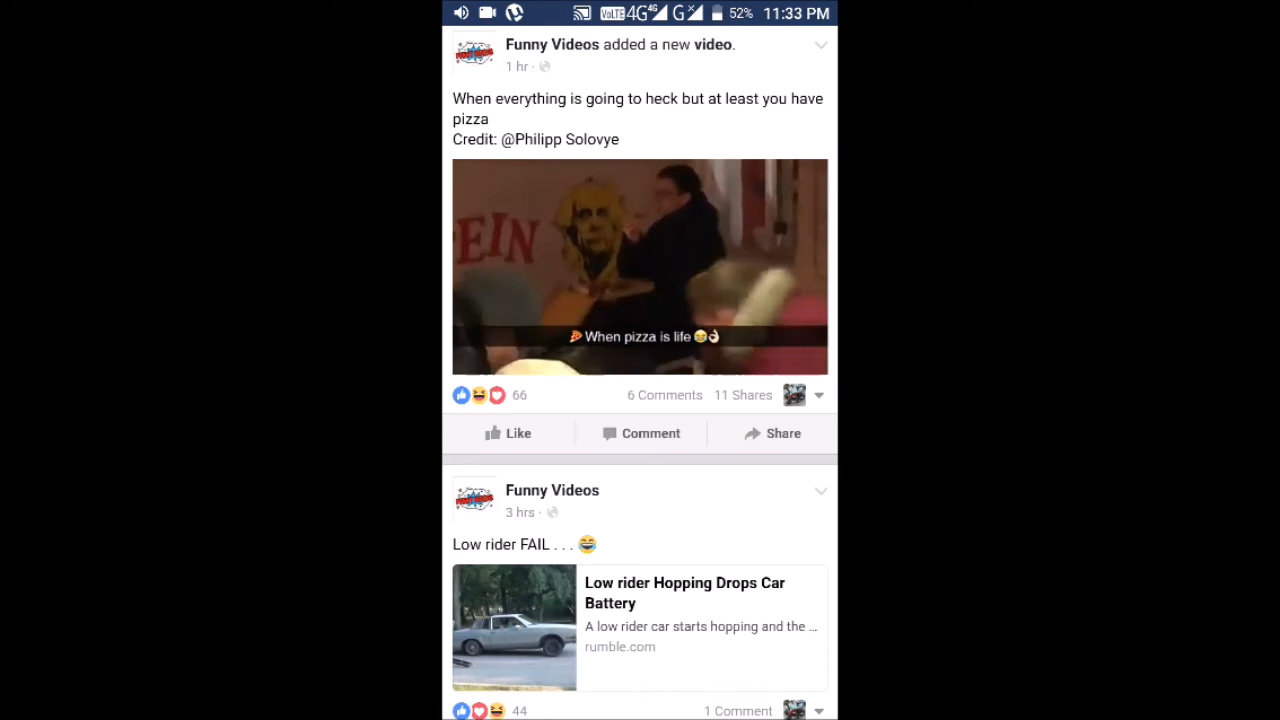 VoLTE 4G 4G G 52% 11:33 PM
Funny Videos added a new video.
1 hr ·
When everything is going to heck but at least you have
pizza
Credit: @Philipp Solovye
EIN
🍕 When pizza is life 😂👌
66 6 Comments 11 Shares
Like Comment Share
Funny Videos
3 hrs ·
Low rider FAIL . . . 😂
Low rider Hopping Drops Car
Battery
A low rider car starts hopping and the ...
rumble.com
44 1 Comment